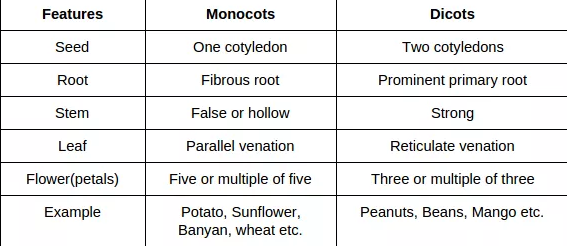 Features Monocots Dicots
Seed One cotyledon Two cotyledons
Root Fibrous root Prominent primary root
Stem False or hollow Strong
Leaf Parallel venation Reticulate venation
Flower(petals) Five or multiple of five Three or multiple of three
Example Potato, Sunflower, Peanuts, Beans, Mango etc.
Banyan, wheat etc.